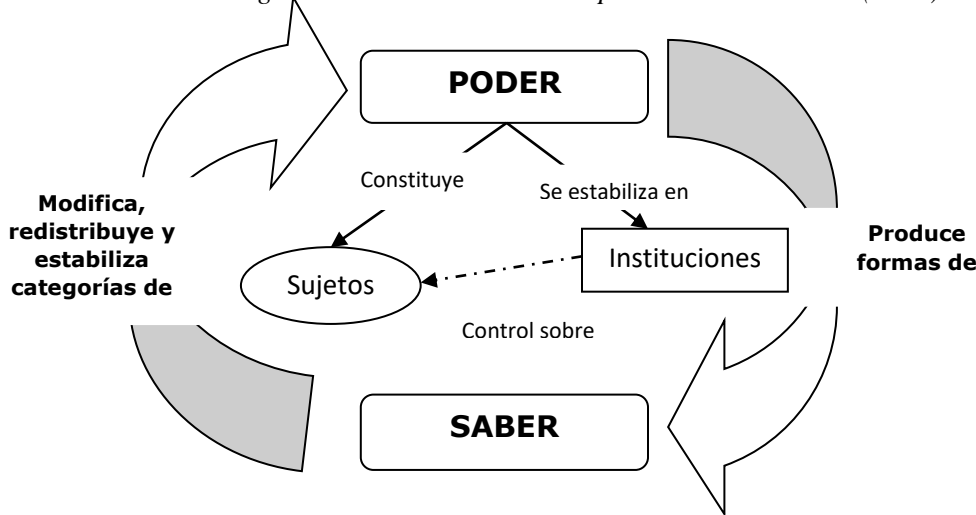 PODER
Constituye
Se estabiliza en
Modifica,
redistribuye y
estabiliza
categorías de
Produce
formas de
Instituciones
Sujetos
Control sobre
SABER